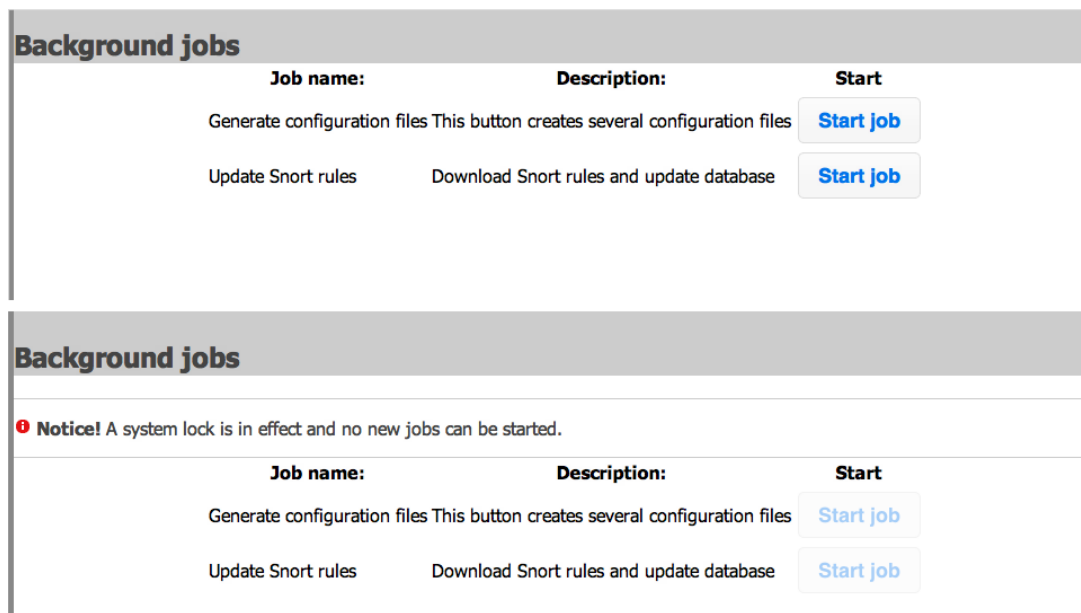 Background jobs
Job name: Description: Start
Generate configuration files This button creates several configuration files Start job
Update Snort rules Download Snort rules and update database Start job
Background jobs
Notice! A system lock is in effect and no new jobs can be started.
Job name: Description: Start
Generate configuration files This button creates several configuration files Start job
Update Snort rules Download Snort rules and update database Start job